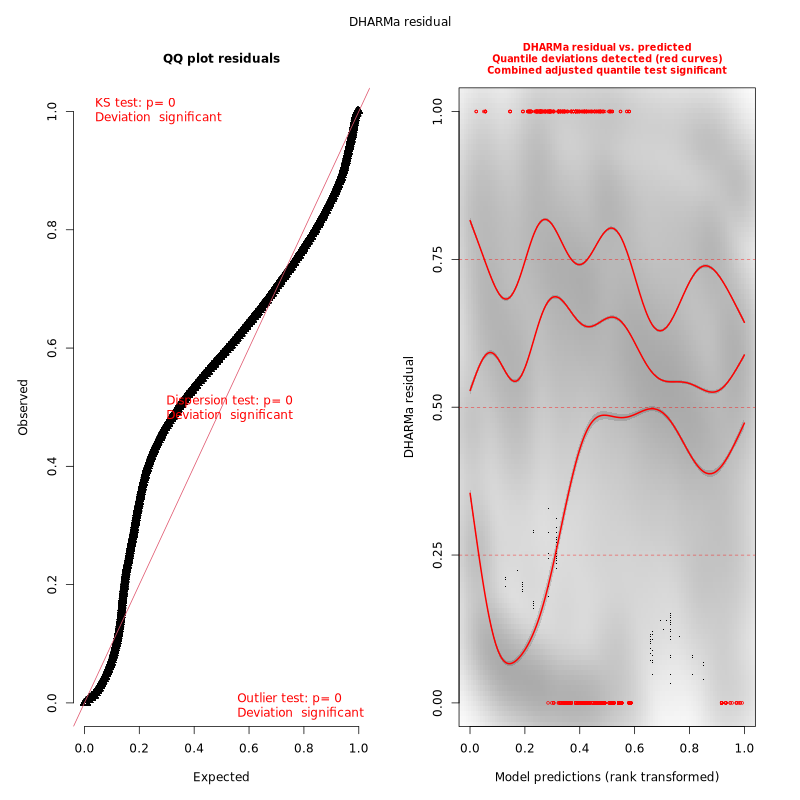 DHARMa residual
QQ plot residuals
KS test: p= 0
Deviation significant
Dispersion test: p= 0
Deviation significant
Outlier test: p= 0
Deviation significant
Observed
0.0
0.2
0.4
0.6
0.8
1.0
0.0
0.2
0.4
0.6
0.8
1.0
Expected
DHARMa residual vs. predicted
Quantile deviations detected (red curves)
Combined adjusted quantile test significant
DHARMa residual
0.00
0.25
0.50
0.75
1.00
0.0
0.2
0.4
0.6
0.8
1.0
Model predictions (rank transformed)